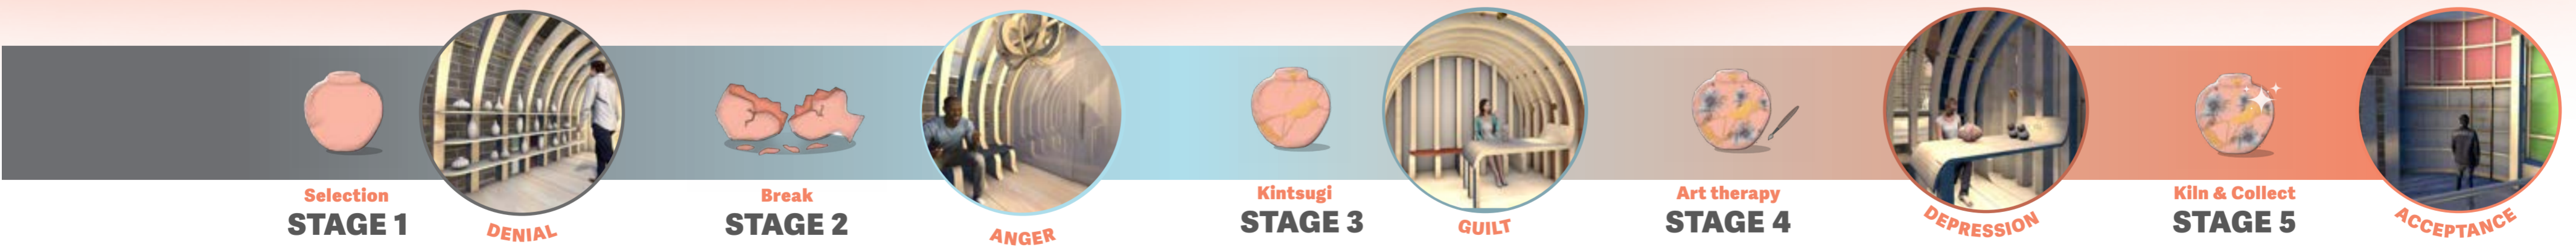 Selection
STAGE 1
DENIAL
Break
STAGE 2
ANGER
Kintsugi
STAGE 3
GUILT
Art therapy
STAGE 4
DEPRESSION
Kiln & Collect
STAGE 5
ACCEPTANCE